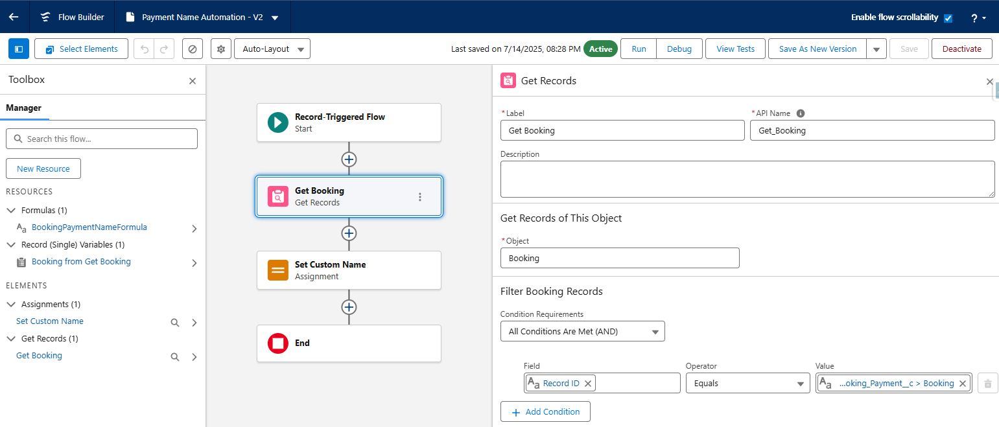 Flow Builder
Payment Name Automation - V2
Enable flow scrollability
?
Select Elements
Auto-Layout
Last saved on 7/14/2025, 08:28 PM
Active
Run
Debug
View Tests
Save As New Version
Save
Deactivate
Toolbox
Manager
Search this flow...
New Resource
RESOURCES
Formulas (1)
Aa BookingPaymentNameFormula
Record (Single) Variables (1)
Booking from Get Booking
ELEMENTS
Assignments (1)
Set Custom Name
Get Records (1)
Get Booking
Record-Triggered Flow
Start
Get Booking
Get Records
Set Custom Name
Assignment
End
Get Records
*Label
Get Booking
*API Name
Get_Booking
Description
Get Records of This Object
*Object
Booking
Filter Booking Records
Condition Requirements
All Conditions Are Met (AND)
Field
Aa Record ID
Operator
Equals
Value
Aa ...oking_Payment__c > Booking
+ Add Condition